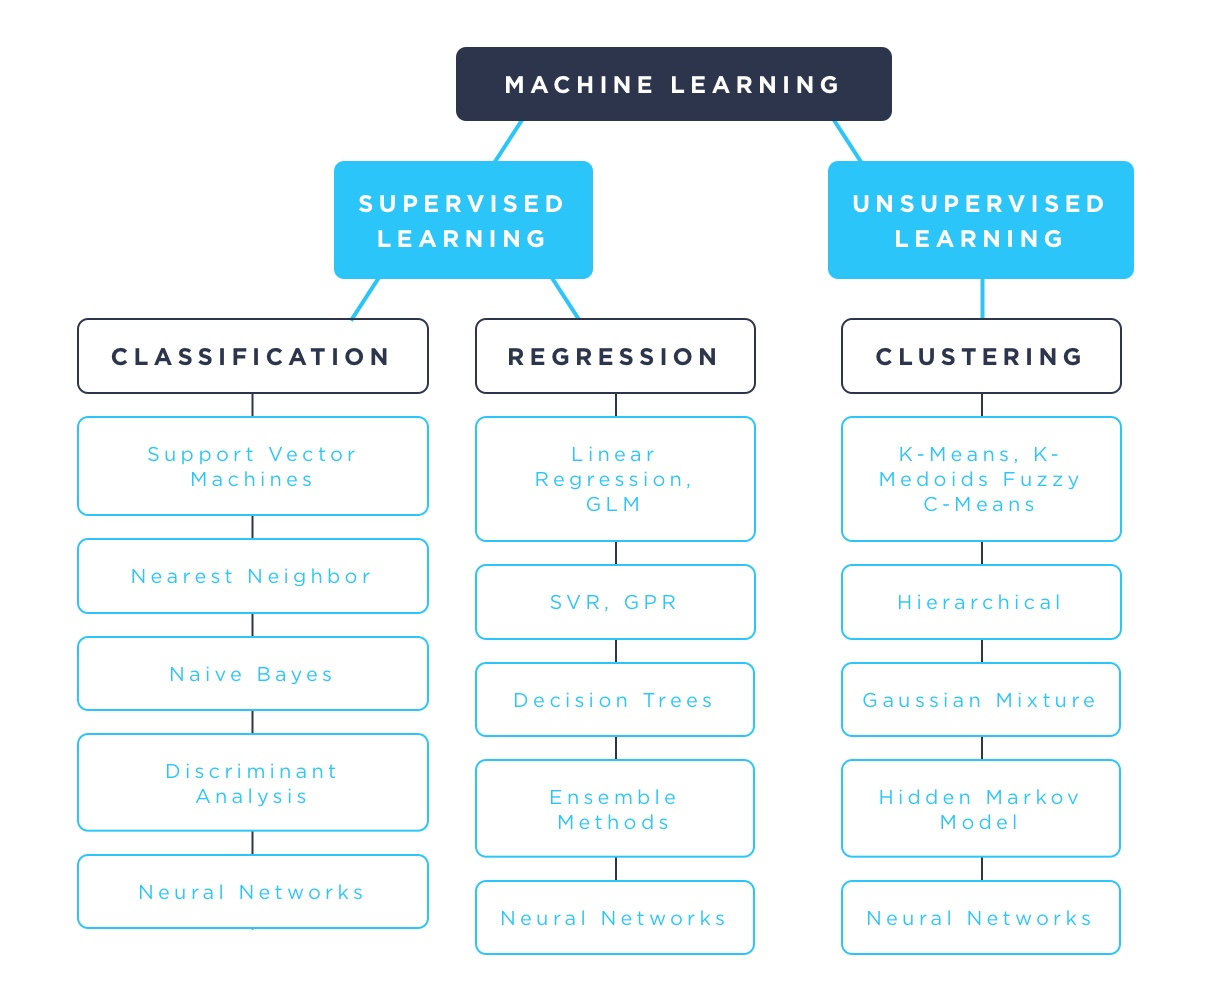 MACHINE LEARNING
SUPERVISED
LEARNING
UNSUPERVISED
LEARNING
CLASSIFICATION
Support Vector
Machines
Nearest Neighbor
Naive Bayes
Discriminant
Analysis
Neural Networks
REGRESSION
Linear
Regression,
GLM
SVR, GPR
Decision Trees
Ensemble
Methods
Neural Networks
CLUSTERING
K-Means, K-
Medoids Fuzzy
C-Means
Hierarchical
Gaussian Mixture
Hidden Markov
Model
Neural Networks